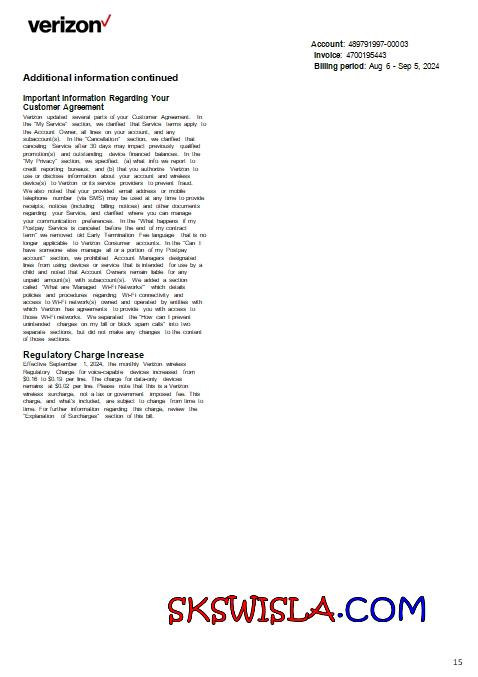 verizon
Account: 489791997-00003
Invoice: 4700195443
Billing period: Aug 6 - Sep 5, 2024
Additional information continued
Important Information Regarding Your
Customer Agreement
Verizon updated several parts of your Customer Agreement. In
the "My Service" section, we clarified that Service terms apply to
the Account Owner, all lines on your account, and any
subaccount(s). In the "Cancellation" section, we clarified that
canceling Service after 30 days may impact previously qualified
promotion(s) and outstanding device financed balances. In the
"My Privacy" section, we specified, (a) what info we report to
credit reporting bureaus, and (b) that you authorize Verizon to
use or disclose information about your account and wireless
device(s) to Verizon or its service providers to prevent fraud.
We also noted that your provided email address or mobile
telephone number (via SMS) may be used at any time to provide
receipts, notices (including billing notices) and other documents
regarding your Service, and clarified where you can manage
your communication preferences. In the "What happens if my
Postpay Service is canceled before the end of my contract
term" we removed old Early Termination Fee language that is no
longer applicable to Verizon Consumer accounts. In the "Can I
have someone else manage all or a portion of my Postpay
account" section, we prohibited Account Managers designated
lines from using devices or service that is intended for use by a
child and noted that Account Owners remain liable for any
unpaid amount(s) with subaccount(s). We added a section
called "What are 'Managed Wi-Fi Networks'" which details
policies and procedures regarding Wi-Fi connectivity and
access to Wi-Fi network(s) owned and operated by entities with
which Verizon has agreements to provide you with access to
those Wi-Fi networks. We separated the "How can I prevent
unintended charges on my bill or block spam calls" into two
separate sections, but did not make any changes to the content
of those sections.
Regulatory Charge Increase
Effective September 1, 2024, the monthly Verizon wireless
Regulatory Charge for voice-capable devices increased from
$0.16 to $0.19 per line. The charge for data-only devices
remains at $0.02 per line. Please note that this is a Verizon
wireless surcharge, not a tax or government imposed fee. This
charge, and what's included, are subject to change from time to
time. For further information regarding this charge, review the
"Explanation of Surcharges" section of this bill.
SKSWISLA.COM
15